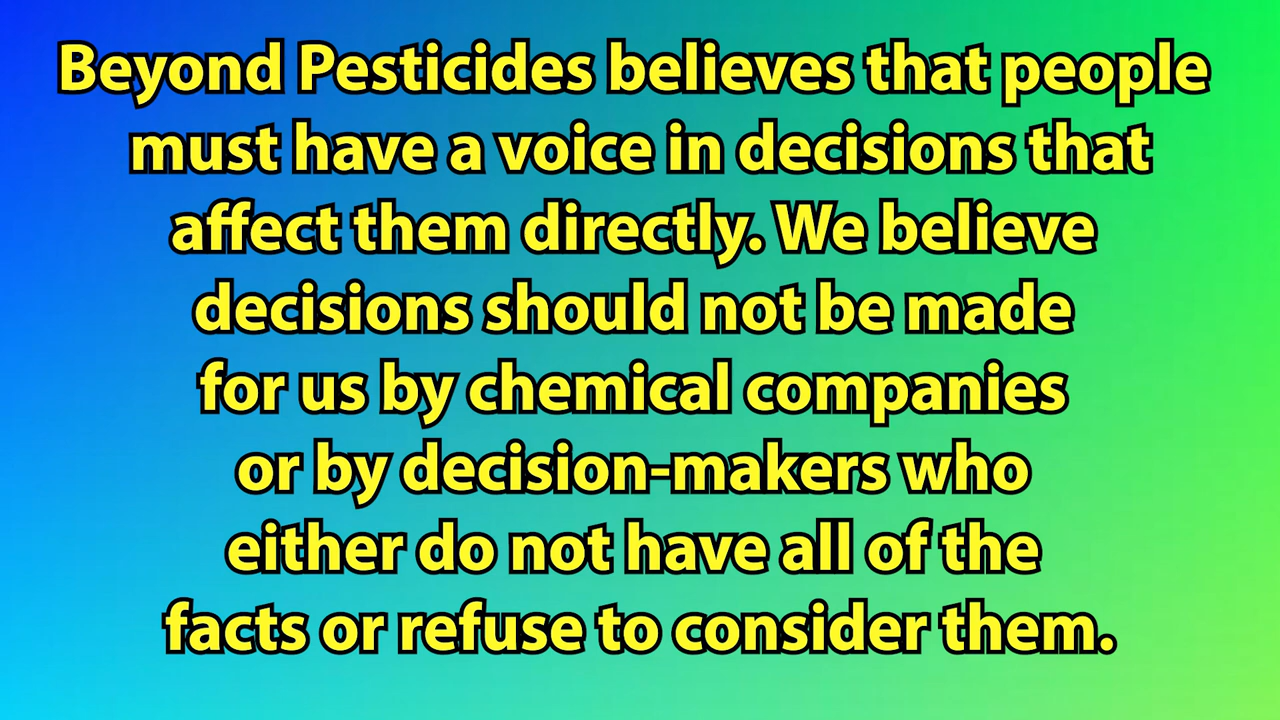 Beyond Pesticides believes that people
must have a voice in decisions that
affect them directly. We believe
decisions should not be made
for us by chemical companies
or by decision-makers who
either do not have all of the
facts or refuse to consider them.